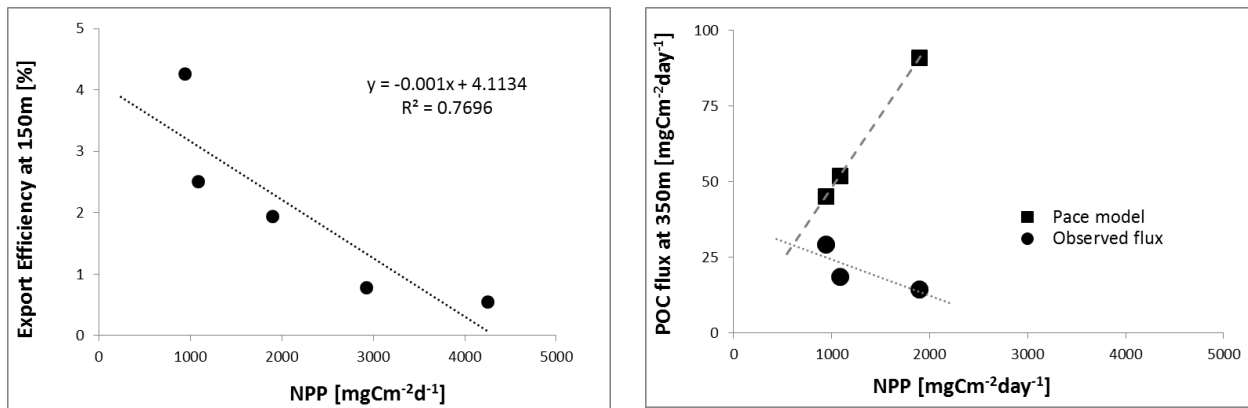 Export Efficiency at 150m [%]
5
4
3
2
1
0
y = -0.001x + 4.1134
R² = 0.7696
0 1000 2000 3000 4000 5000
NPP [mgCm⁻²d⁻¹]
POC flux at 350m [mgCm⁻²day⁻¹]
100
75
50
25
0
Pace model
Observed flux
0 1000 2000 3000 4000 5000
NPP [mgCm⁻²day⁻¹]